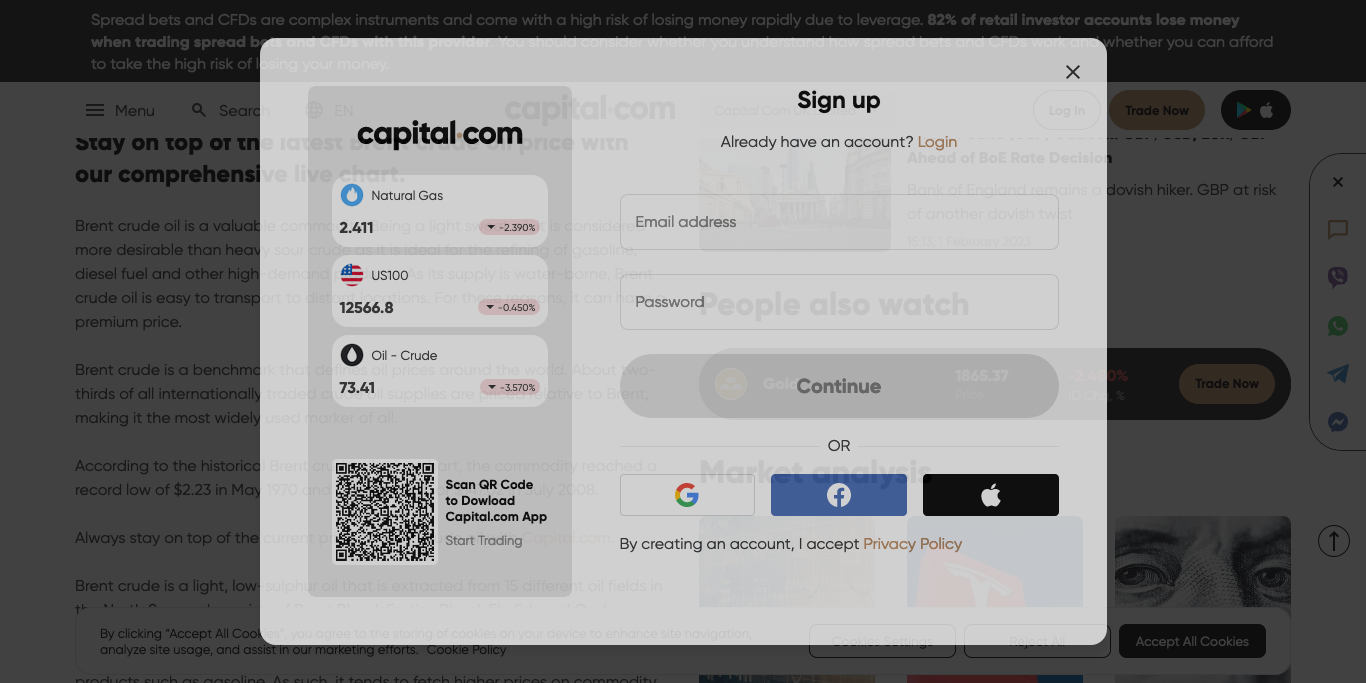 Spread bets and CFDs are complex instruments and come with a high risk of losing money rapidly due to leverage. 82% of retail investor accounts lose money
when trading spread bets and CFDs with this provider. You should consider whether you understand how spread bets and CFDs work and whether you can afford
to take the high risk of losing your money.
Menu
Search
EN
capital.com
Log In
Trade Now
Stay on top of the latest Brent crude oil price with
our comprehensive live chart.
Brent crude oil is a valuable Being a light is considered
more desirable than heavy sour crude as it is ideal for the refining of gasoline,
diesel fuel and other high-demand As its supply is water-borne, Brent
crude oil is easy to transport to distant locations. For these reasons, it can
premium price.
Brent crude is a benchmark that defines oil prices around the world. About two-
thirds of all internationally traded crude oil supplies are priced relative to Brent,
making it the most widely used marker of oil.
According to the historical Brent the commodity reached a
record low of $2.23 in May 1970 and July 2008.
Always stay on top of the current Capital.com.
Brent crude is a light, low-sulphur oil that is extracted from 15 different oil fields in
products such as gasoline. As such, it tends to fetch higher prices on commodity
Ahead of BoE Rate Decision
Bank of England remains a dovish hiker. GBP at risk
of another dovish twist
15:13, 1 February 2023
People also watch
Gold
1865.37
Price
-2.480%
1D Chg, %
Trade Now
Market analysis
capital.com
Natural Gas
2.411
-2.390%
US100
12566.8
-0.450%
Oil - Crude
73.41
-3.570%
Scan QR Code
to Dowload
Capital.com App
Start Trading
Sign up
Already have an account? Login
Email address
Password
Continue
OR
By creating an account, I accept Privacy Policy
By clicking "Accept All Cookies", you agree to the storing of cookies on your device to enhance site navigation,
analyze site usage, and assist in our marketing efforts. Cookie Policy
Cookies Settings
Reject All
Accept All Cookies